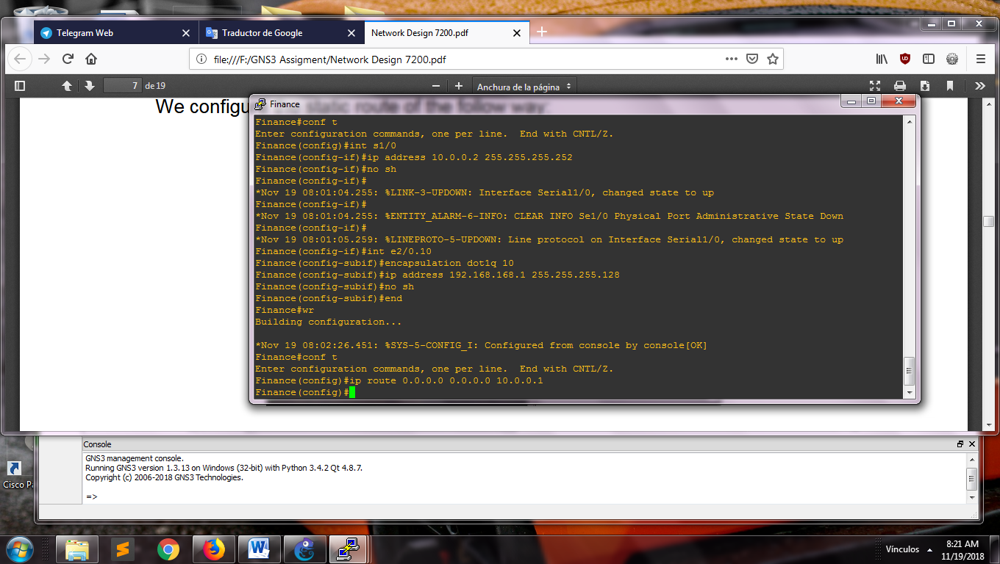 Telegram Web
Traductor de Google
Network Design 7200.pdf
file:///F:/GNS3 Assigment/Network Design 7200.pdf
7 de 19
Anchura de la página
We configu
route of the follow way:
Finance
Finance#conf t
Enter configuration commands, one per line.  End with CNTL/Z.
Finance(config)#int s1/0
Finance(config-if)#ip address 10.0.0.2 255.255.255.252
Finance(config-if)#no sh
Finance(config-if)#
*Nov 19 08:01:04.255: %LINK-3-UPDOWN: Interface Serial1/0, changed state to up
Finance(config-if)#
*Nov 19 08:01:04.255: %ENTITY_ALARM-6-INFO: CLEAR INFO Se1/0 Physical Port Administrative State Down
Finance(config-if)#
*Nov 19 08:01:05.259: %LINEPROTO-5-UPDOWN: Line protocol on Interface Serial1/0, changed state to up
Finance(config-if)#int e2/0.10
Finance(config-subif)#encapsulation dot1q 10
Finance(config-subif)#ip address 192.168.168.1 255.255.255.128
Finance(config-subif)#no sh
Finance(config-subif)#end
Finance#wr
Building configuration...
*Nov 19 08:02:26.451: %SYS-5-CONFIG_I: Configured from console by console[OK]
Finance#conf t
Enter configuration commands, one per line.  End with CNTL/Z.
Finance(config)#ip route 0.0.0.0 0.0.0.0 10.0.0.1
Finance(config)#
Console
GNS3 management console.
Running GNS3 version 1.3.13 on Windows (32-bit) with Python 3.4.2 Qt 4.8.7.
Copyright (c) 2006-2018 GNS3 Technologies.
=>
Cisco Pa
Vínculos
8:21 AM
11/19/2018